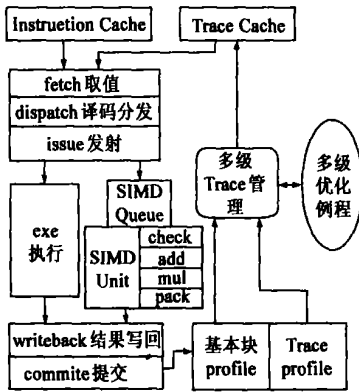 Instruetion Cache
Trace Cache
fetch 取值
dispatch 译码分发
issue 发射
多级
Trace 管
理
多级
优化
例程
SIMD
Queue
exe
执行
SIMD
Unit
check
add
mul
pack
writeback 结果写回
commite 提交
基本块
profile
Trace
profile